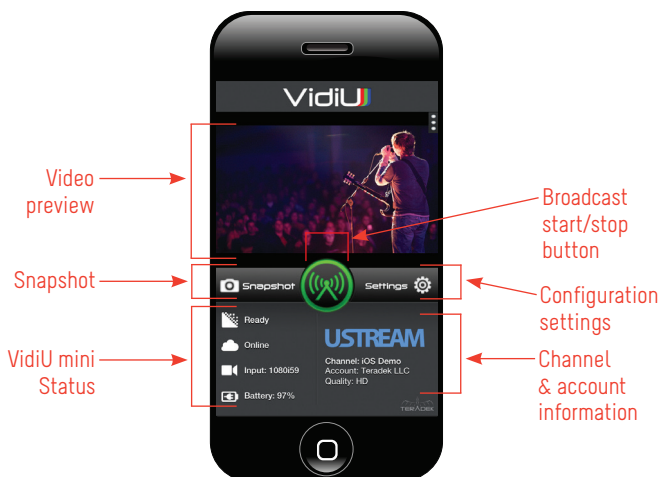 VidiU
Video
preview
Broadcast
start/stop
button
Snapshot
Snapshot
Settings
Configuration
settings
VidiU mini
Status
Ready
Online
Input: 1080i59
Battery: 97%
USTREAM
Channel: iOS Demo
Account: Teradek LLC
Quality: HD
TERADEK
Channel
& account
information